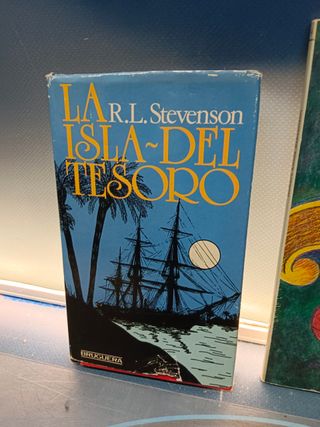 LA R.L. Stevenson
ISLA~DEL
TESORO
BRUGUERA